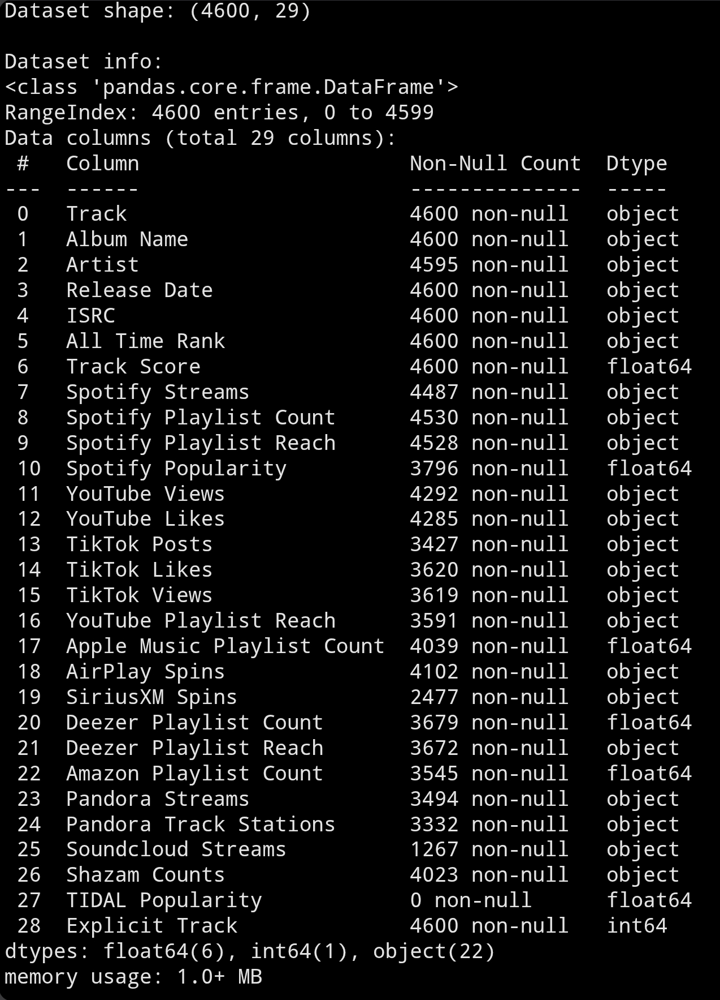 Dataset shape: (4600, 29)

Dataset info:
<class 'pandas.core.frame.DataFrame'>
RangeIndex: 4600 entries, 0 to 4599
Data columns (total 29 columns):
 #   Column                      Non-Null Count  Dtype
---  ------                      --------------  -----
 0   Track                       4600 non-null   object
 1   Album Name                  4600 non-null   object
 2   Artist                      4595 non-null   object
 3   Release Date                4600 non-null   object
 4   ISRC                        4600 non-null   object
 5   All Time Rank               4600 non-null   object
 6   Track Score                 4600 non-null   float64
 7   Spotify Streams             4487 non-null   object
 8   Spotify Playlist Count      4530 non-null   object
 9   Spotify Playlist Reach      4528 non-null   object
 10  Spotify Popularity          3796 non-null   float64
 11  YouTube Views               4292 non-null   object
 12  YouTube Likes               4285 non-null   object
 13  TikTok Posts                3427 non-null   object
 14  TikTok Likes                3620 non-null   object
 15  TikTok Views                3619 non-null   object
 16  YouTube Playlist Reach      3591 non-null   object
 17  Apple Music Playlist Count  4039 non-null   float64
 18  AirPlay Spins               4102 non-null   object
 19  SiriusXM Spins              2477 non-null   object
 20  Deezer Playlist Count       3679 non-null   float64
 21  Deezer Playlist Reach       3672 non-null   object
 22  Amazon Playlist Count       3545 non-null   float64
 23  Pandora Streams             3494 non-null   object
 24  Pandora Track Stations      3332 non-null   object
 25  Soundcloud Streams          1267 non-null   object
 26  Shazam Counts               4023 non-null   object
 27  TIDAL Popularity            0 non-null      float64
 28  Explicit Track              4600 non-null   int64
dtypes: float64(6), int64(1), object(22)
memory usage: 1.0+ MB